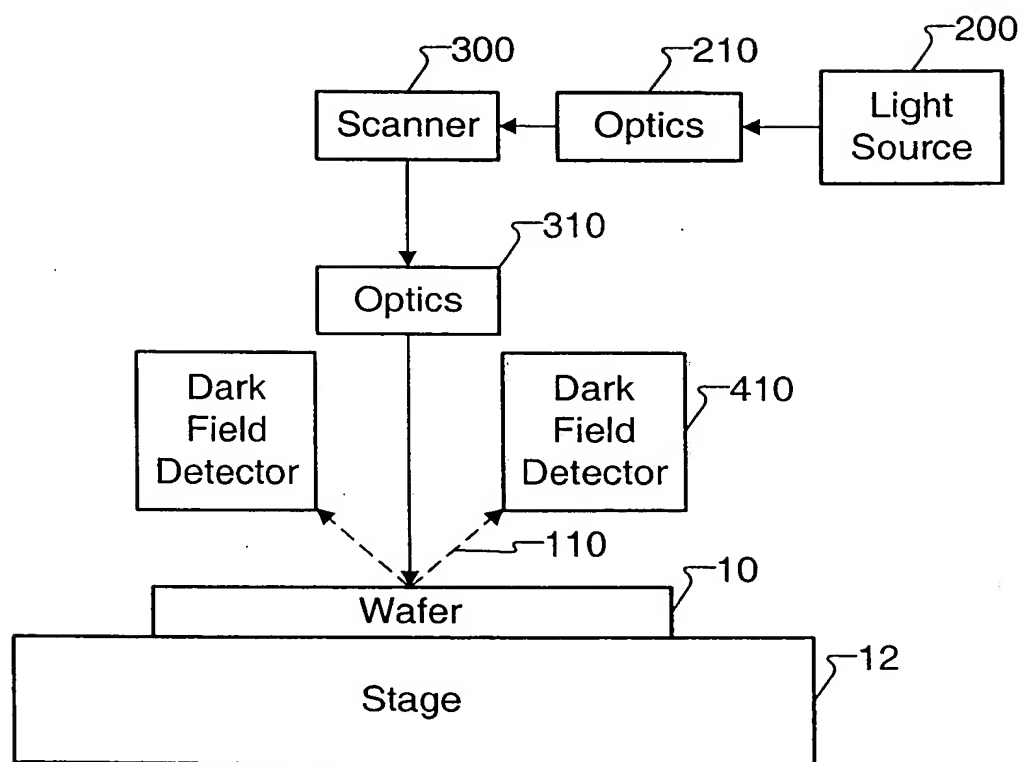 200
300
210
Light
Source
Scanner
Optics
310
Optics
Dark
Field
Detector
Dark
Field
Detector
410
110
10
Wafer
12
Stage